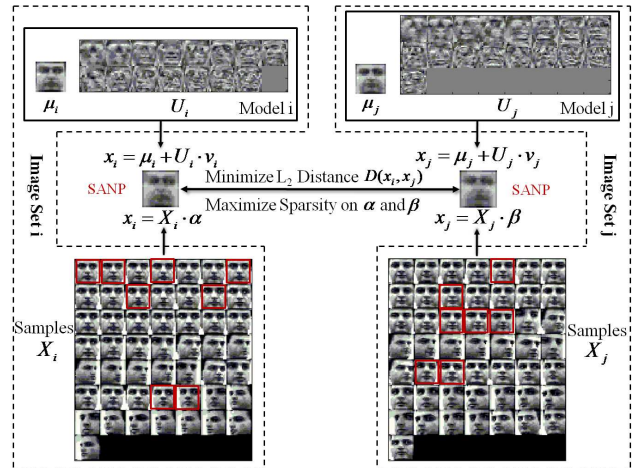 μi Ui Model i
μj Uj Model j
xi = μi + Ui · vi
xj = μj + Uj · vj
Minimize L2 Distance D(xi, xj)
SANP
SANP
Maximize Sparsity on α and β
xi = Xi · α
xj = Xj · β
Image Set i
Image Set j
Samples
Xi
Samples
Xj